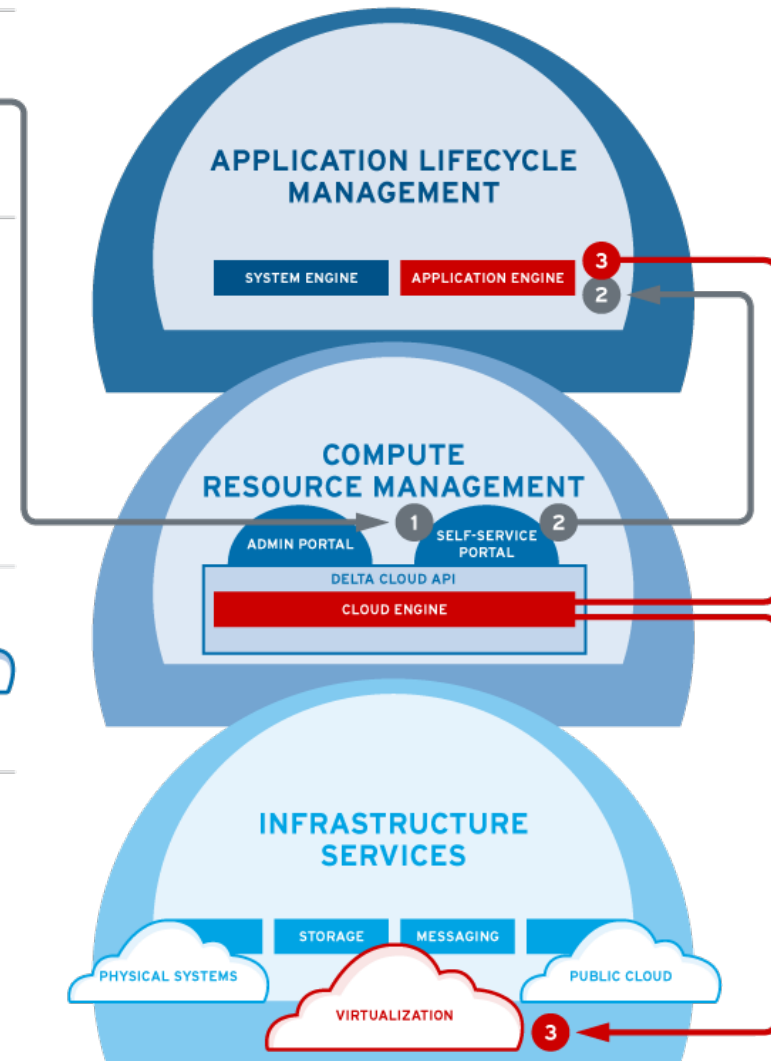 APPLICATION LIFECYCLE
MANAGEMENT
3
SYSTEM ENGINE
APPLICATION ENGINE
2
COMPUTE
RESOURCE MANAGEMENT
1
2
ADMIN PORTAL
SELF-SERVICE
PORTAL
DELTA CLOUD API
CLOUD ENGINE
INFRASTRUCTURE
SERVICES
STORAGE
MESSAGING
PHYSICAL SYSTEMS
PUBLIC CLOUD
VIRTUALIZATION
3